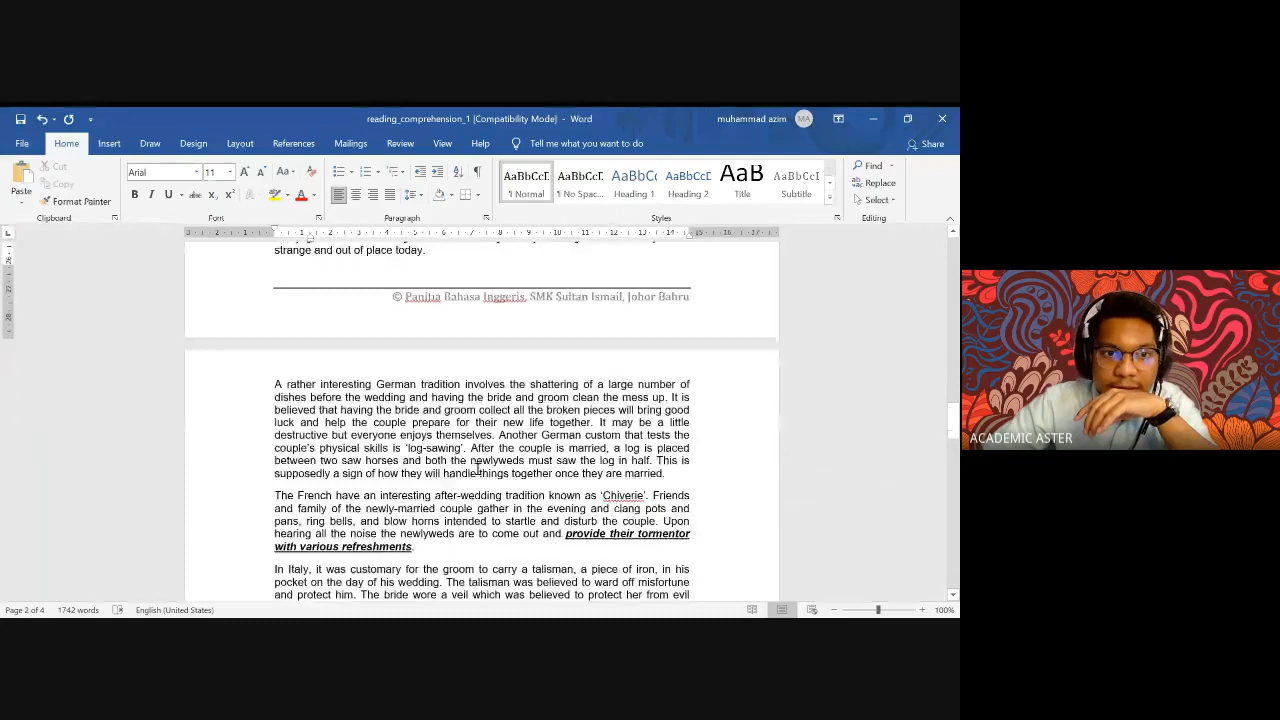 reading_comprehension_1 [Compatibility Mode] - Word
muhammad azim
MA
File Home Insert Draw Design Layout References Mailings Review View Help Tell me what you want to do Share
Paste
Cut
Copy
Format Painter
Clipboard
Arial 11
B I U abc x₂ x²
Font
Paragraph
AaBbCcI AaBbCcI AaBbCc AaBbCcI AaB AaBbCcD
¶ Normal ¶ No Spac... Heading 1 Heading 2 Title Subtitle
Styles
Find
Replace
Select
Editing
strange and out of place today.
© Panitia Bahasa Inggeris, SMK Sultan Ismail, Johor Bahru
A rather interesting German tradition involves the shattering of a large number of
dishes before the wedding and having the bride and groom clean the mess up. It is
believed that having the bride and groom collect all the broken pieces will bring good
luck and help the couple prepare for their new life together. It may be a little
destructive but everyone enjoys themselves. Another German custom that tests the
couple's physical skills is 'log-sawing'. After the couple is married, a log is placed
between two saw horses and both the newlyweds must saw the log in half. This is
supposedly a sign of how they will handle things together once they are married.
The French have an interesting after-wedding tradition known as 'Chiverie'. Friends
and family of the newly-married couple gather in the evening and clang pots and
pans, ring bells, and blow horns intended to startle and disturb the couple. Upon
hearing all the noise the newlyweds are to come out and provide their tormentor
with various refreshments.
In Italy, it was customary for the groom to carry a talisman, a piece of iron, in his
pocket on the day of his wedding. The talisman was believed to ward off misfortune
and protect him. The bride wore a veil which was believed to protect her from evil
Page 2 of 4 1742 words English (United States) 100%
ACADEMIC ASTER